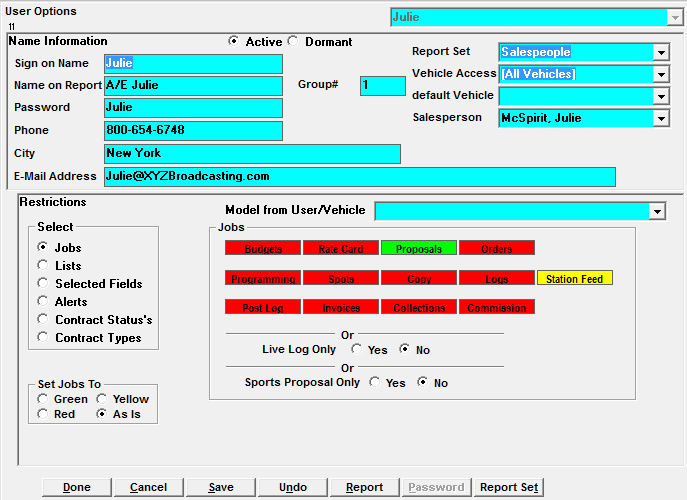 User Options
Julie
11
Name Information
Active Dormant
Report Set Salespeople
Sign on Name Julie
Vehicle Access [All Vehicles]
Name on Report A/E Julie
Group# 1
default Vehicle
Password Julie
Salesperson McSpirit, Julie
Phone 800-654-6748
City New York
E-Mail Address Julie@XYZBroadcasting.com
Restrictions
Model from User/Vehicle
Select
Jobs
Lists
Selected Fields
Alerts
Contract Status's
Contract Types
Set Jobs To
Green Yellow
Red As Is
Jobs
Budgets Rate Card Proposals Orders
Programming Spots Copy Logs Station Feed
Post Log Invoices Collections Commission
Or
Live Log Only Yes No
Or
Sports Proposal Only Yes No
Done Cancel Save Undo Report Password Report Set